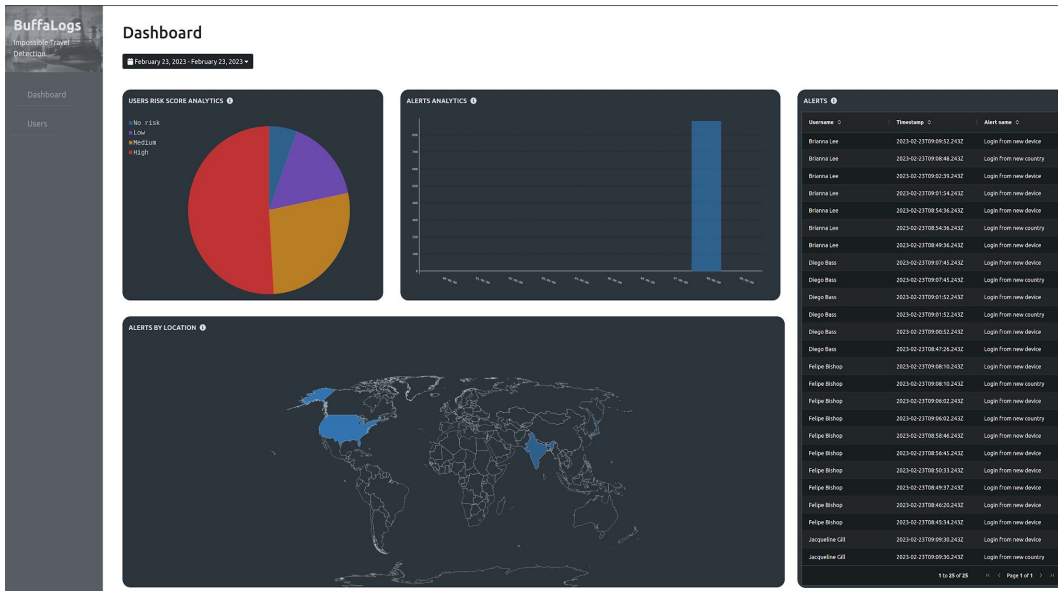 BuffaLogs
Impossible Travel
Detection
Dashboard
Users
Dashboard
February 23, 2023 - February 23, 2023
USERS RISK SCORE ANALYTICS
No risk
Low
Medium
High
ALERTS ANALYTICS
0
ALERTS BY LOCATION
ALERTS
Username Timestamp Alert name
Brianna Lee 2023-02-23T09:09:52.243Z Login from new device
Brianna Lee 2023-02-23T09:08:48.243Z Login from new country
Brianna Lee 2023-02-23T09:02:39.243Z Login from new device
Brianna Lee 2023-02-23T09:01:54.243Z Login from new device
Brianna Lee 2023-02-23T08:54:36.243Z Login from new device
Brianna Lee 2023-02-23T08:54:36.243Z Login from new country
Brianna Lee 2023-02-23T08:49:36.243Z Login from new device
Diego Bass 2023-02-23T09:07:45.243Z Login from new device
Diego Bass 2023-02-23T09:07:45.243Z Login from new country
Diego Bass 2023-02-23T09:01:52.243Z Login from new device
Diego Bass 2023-02-23T09:01:52.243Z Login from new country
Diego Bass 2023-02-23T09:00:52.243Z Login from new device
Diego Bass 2023-02-23T08:47:26.243Z Login from new device
Felipe Bishop 2023-02-23T09:08:10.243Z Login from new device
Felipe Bishop 2023-02-23T09:08:10.243Z Login from new country
Felipe Bishop 2023-02-23T09:06:02.243Z Login from new device
Felipe Bishop 2023-02-23T09:06:02.243Z Login from new country
Felipe Bishop 2023-02-23T08:58:46.243Z Login from new device
Felipe Bishop 2023-02-23T08:56:45.243Z Login from new device
Felipe Bishop 2023-02-23T08:50:33.243Z Login from new device
Felipe Bishop 2023-02-23T08:49:37.243Z Login from new device
Felipe Bishop 2023-02-23T08:46:20.243Z Login from new device
Felipe Bishop 2023-02-23T08:45:34.243Z Login from new device
Jacqueline Gill 2023-02-23T09:09:30.243Z Login from new device
Jacqueline Gill 2023-02-23T09:09:30.243Z Login from new country
1 to 25 of 25 Page 1 of 1